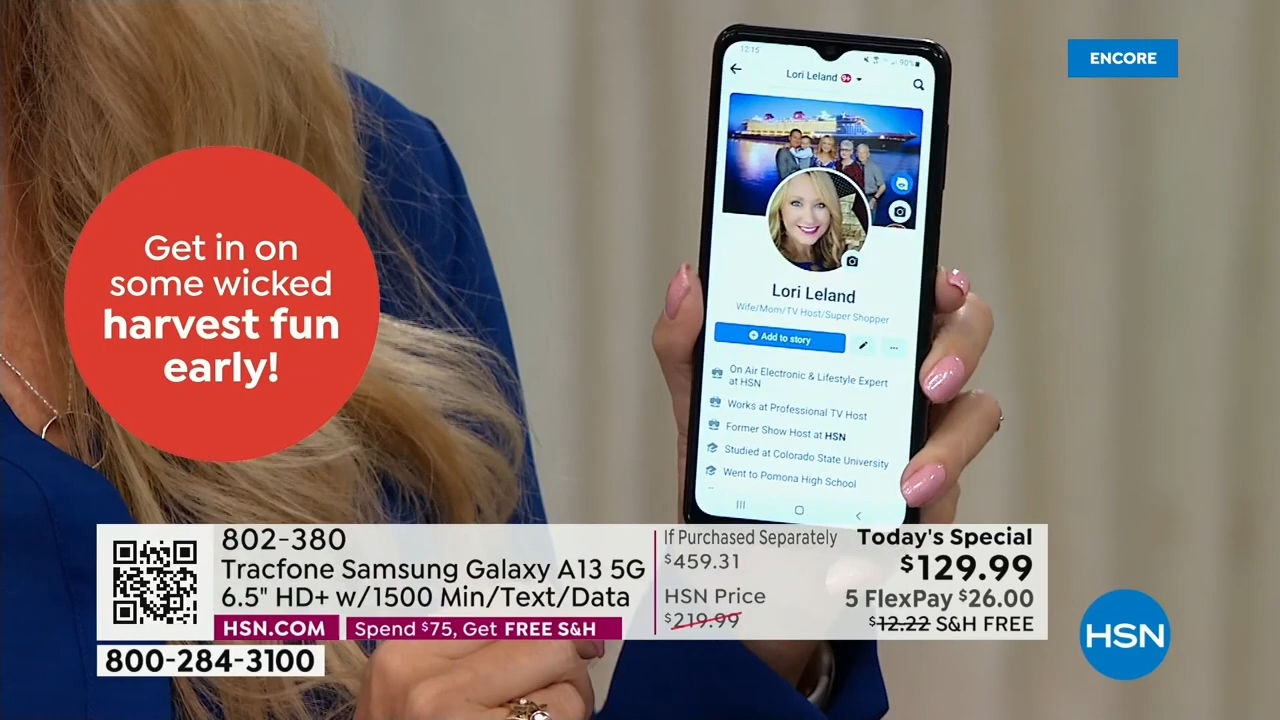 ENCORE
12:15
90%
Lori Leland 9+
Get in on
some wicked
harvest fun
early!
Lori Leland
Wife/Mom/TV Host/Super Shopper
Add to story
On Air Electronic & Lifestyle Expert
at HSN
Works at Professional TV Host
Former Show Host at HSN
Studied at Colorado State University
Went to Pomona High School
802-380
Tracfone Samsung Galaxy A13 5G
6.5" HD+ w/1500 Min/Text/Data
HSN.COM
Spend $75, Get FREE S&H
800-284-3100
If Purchased Separately
$459.31
HSN Price
$219.99
Today's Special
$129.99
5 FlexPay $26.00
$12.22 S&H FREE
HSN